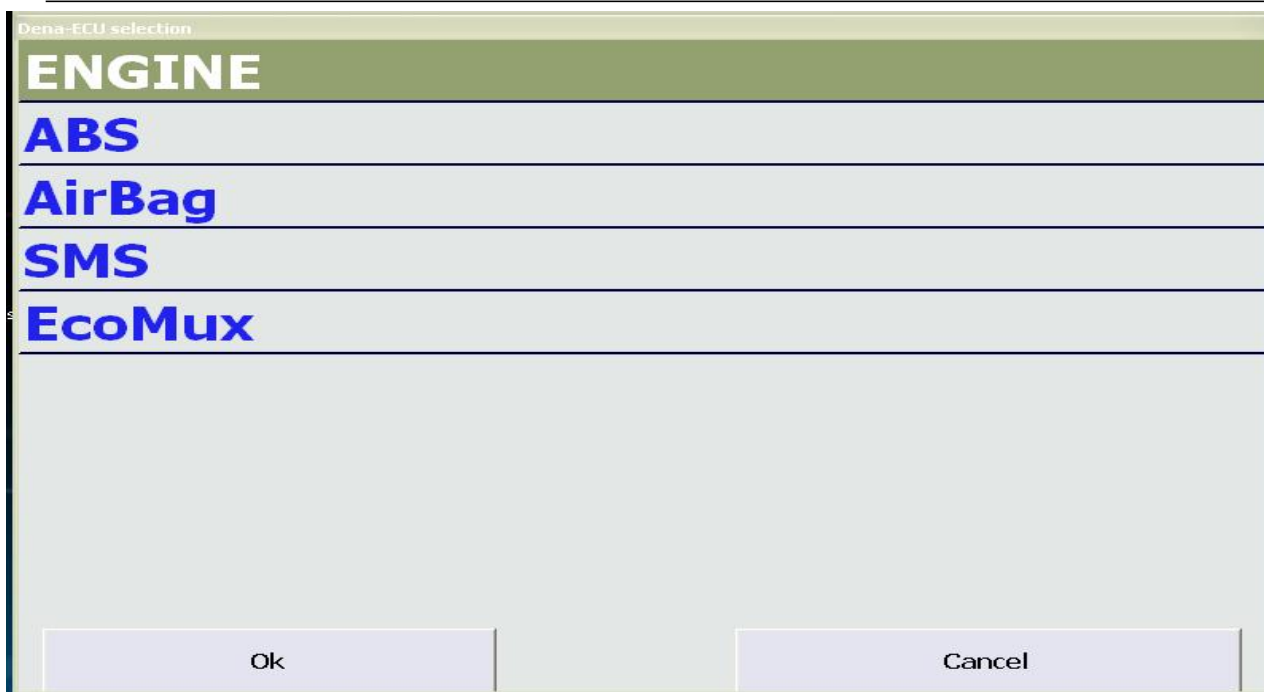 Dena-ECU selection
ENGINE
ABS
AirBag
SMS
EcoMux
Ok
Cancel